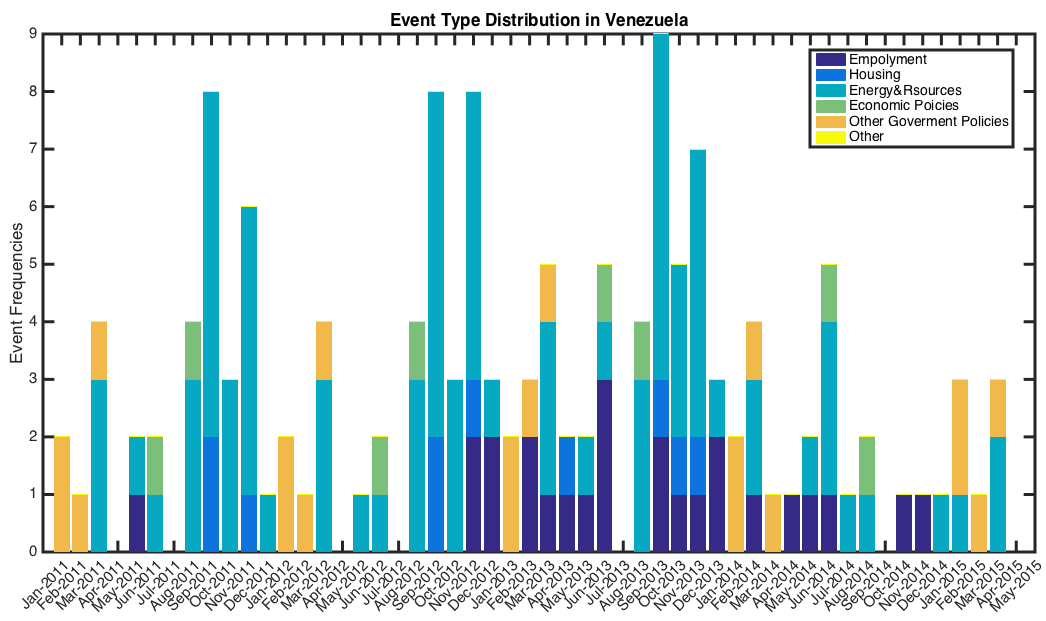 Event Type Distribution in Venezuela
Empolyment
Housing
Energy&Rsources
Economic Poicies
Other Goverment Policies
Other
Event Frequencies
9
8
7
6
5
4
3
2
1
0
Jan-2011
Feb-2011
Mar-2011
Apr-2011
May-2011
Jun-2011
Jul-2011
Aug-2011
Sep-2011
Oct-2011
Nov-2011
Dec-2011
Jan-2012
Feb-2012
Mar-2012
Apr-2012
May-2012
Jun-2012
Jul-2012
Aug-2012
Sep-2012
Oct-2012
Nov-2012
Dec-2012
Jan-2013
Feb-2013
Mar-2013
Apr-2013
May-2013
Jun-2013
Jul-2013
Aug-2013
Sep-2013
Oct-2013
Nov-2013
Dec-2013
Jan-2014
Feb-2014
Mar-2014
Apr-2014
May-2014
Jun-2014
Jul-2014
Aug-2014
Sep-2014
Oct-2014
Nov-2014
Dec-2014
Jan-2015
Feb-2015
Mar-2015
Apr-2015
May-2015